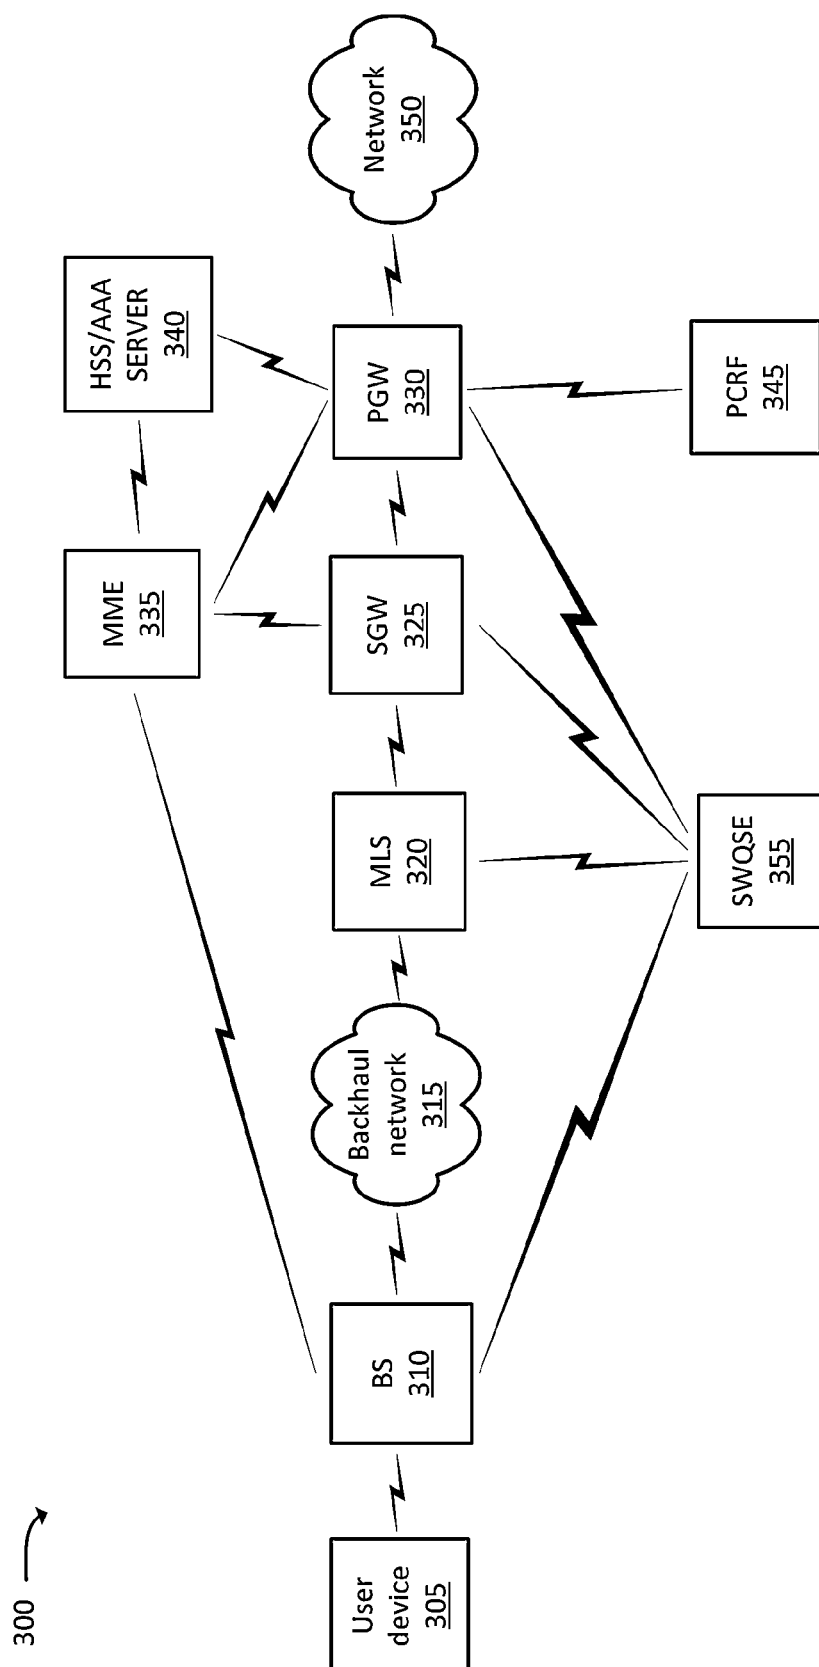 300
HSS/AAA
SERVER
340
MME
335
User
device
305
BS
310
Backhaul
network
315
MLS
320
SGW
325
PGW
330
Network
350
SWQSE
355
PCRF
345